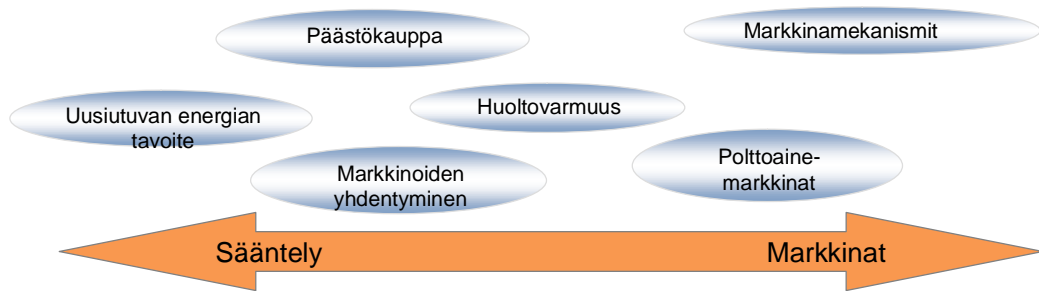 Päästökauppa
Markkinamekanismit
Uusiutuvan energian
tavoite
Huoltovarmuus
Markkinoiden
yhdentyminen
Polttoaine-
markkinat
Sääntely
Markkinat